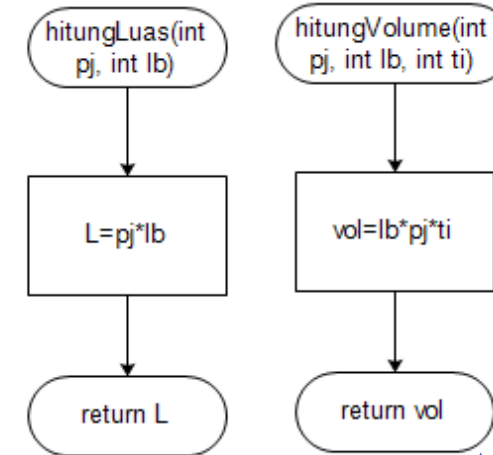 hitungLuas(int
pj, int lb)
L=pj*lb
return L
hitungVolume(int
pj, int lb, int ti)
vol=lb*pj*ti
return vol